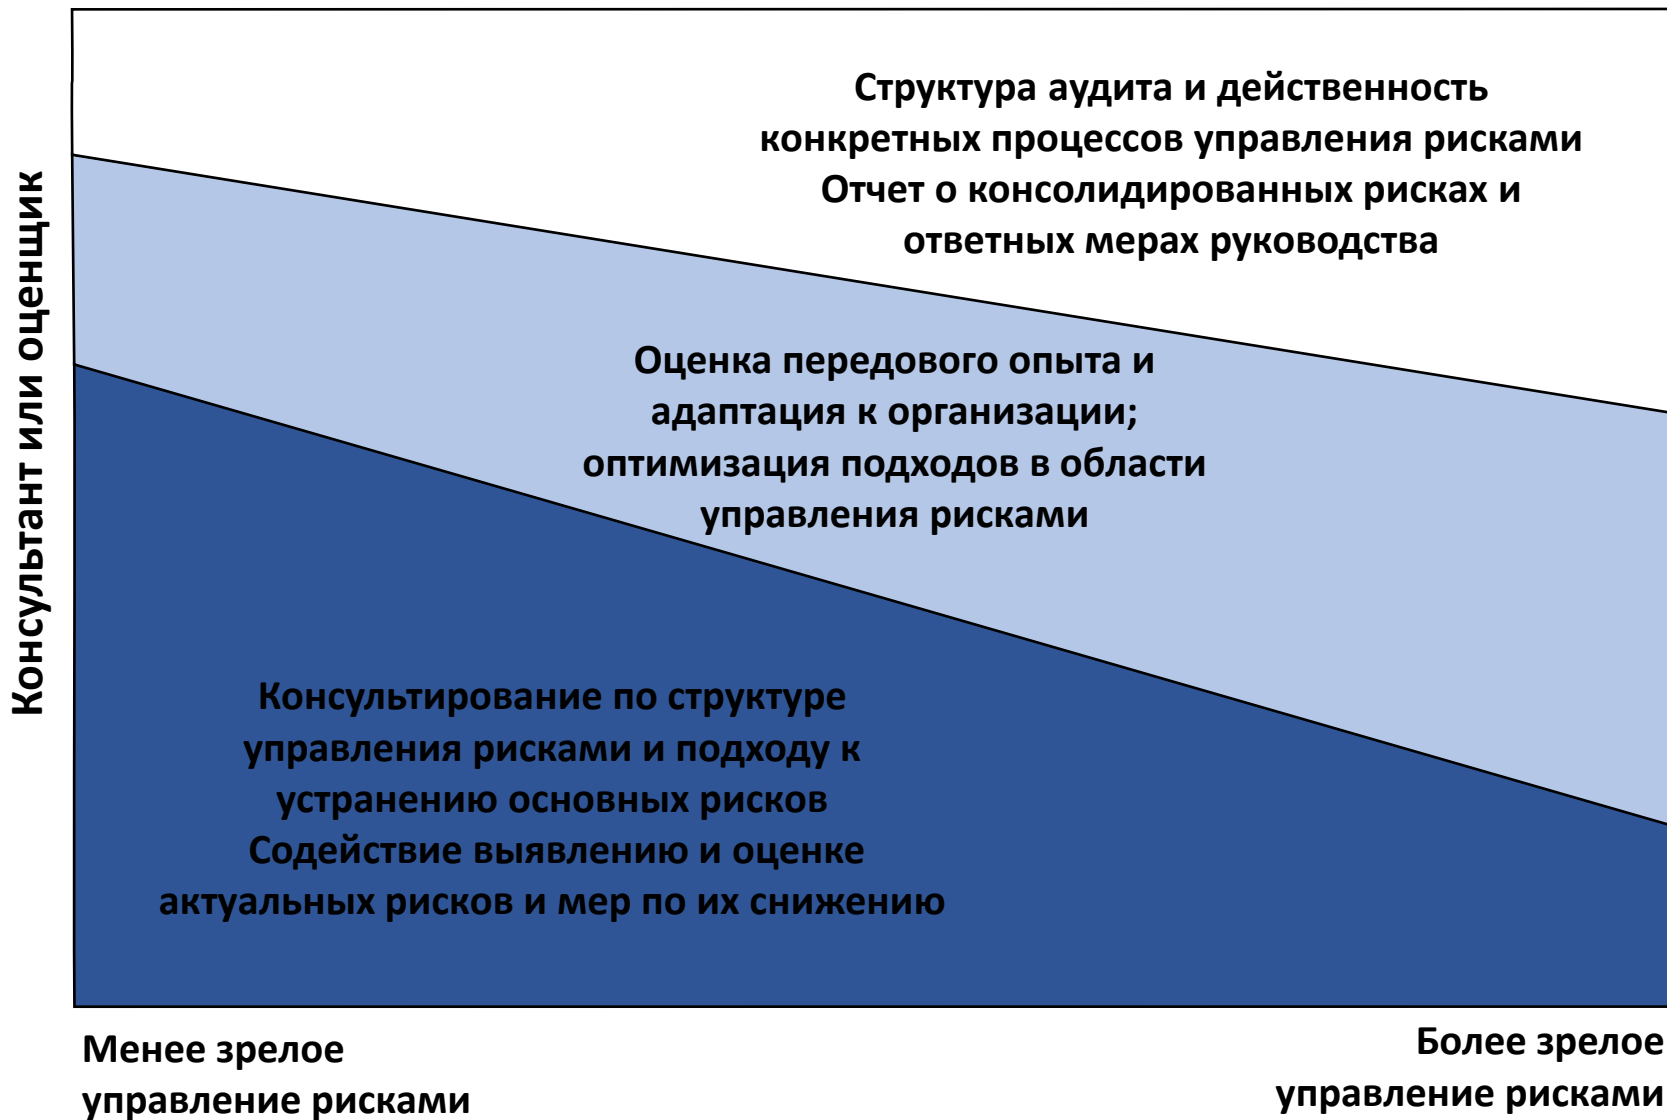 Консультант или оценщик
Структура аудита и действенность
конкретных процессов управления рисками
Отчет о консолидированных рисках и
ответных мерах руководства
Оценка передового опыта и
адаптация к организации;
оптимизация подходов в области
управления рисками
Консультирование по структуре
управления рисками и подходу к
устранению основных рисков
Содействие выявлению и оценке
актуальных рисков и мер по их снижению
Менее зрелое
управление рисками
Более зрелое
управление рисками